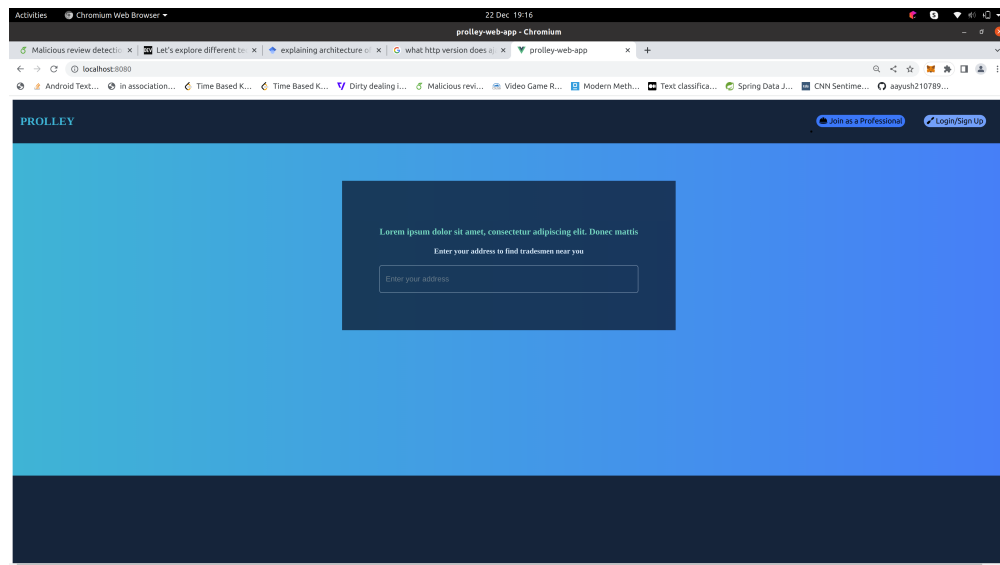 Activities Chromium Web Browser 22 Dec 19:16
prolley-web-app - Chromium
Malicious review detectio Let's explore different te explaining architecture of what http version does aj prolley-web-app
localhost:8080
Android Text... in association... Time Based K... Time Based K... Dirty dealing i... Malicious revi... Video Game R... Modern Meth... Text classifica... Spring Data J... CNN Sentime... aayush210789...
PROLLEY Join as a Professional Login/Sign Up
Lorem ipsum dolor sit amet, consectetur adipiscing elit. Donec mattis
Enter your address to find tradesmen near you
Enter your address